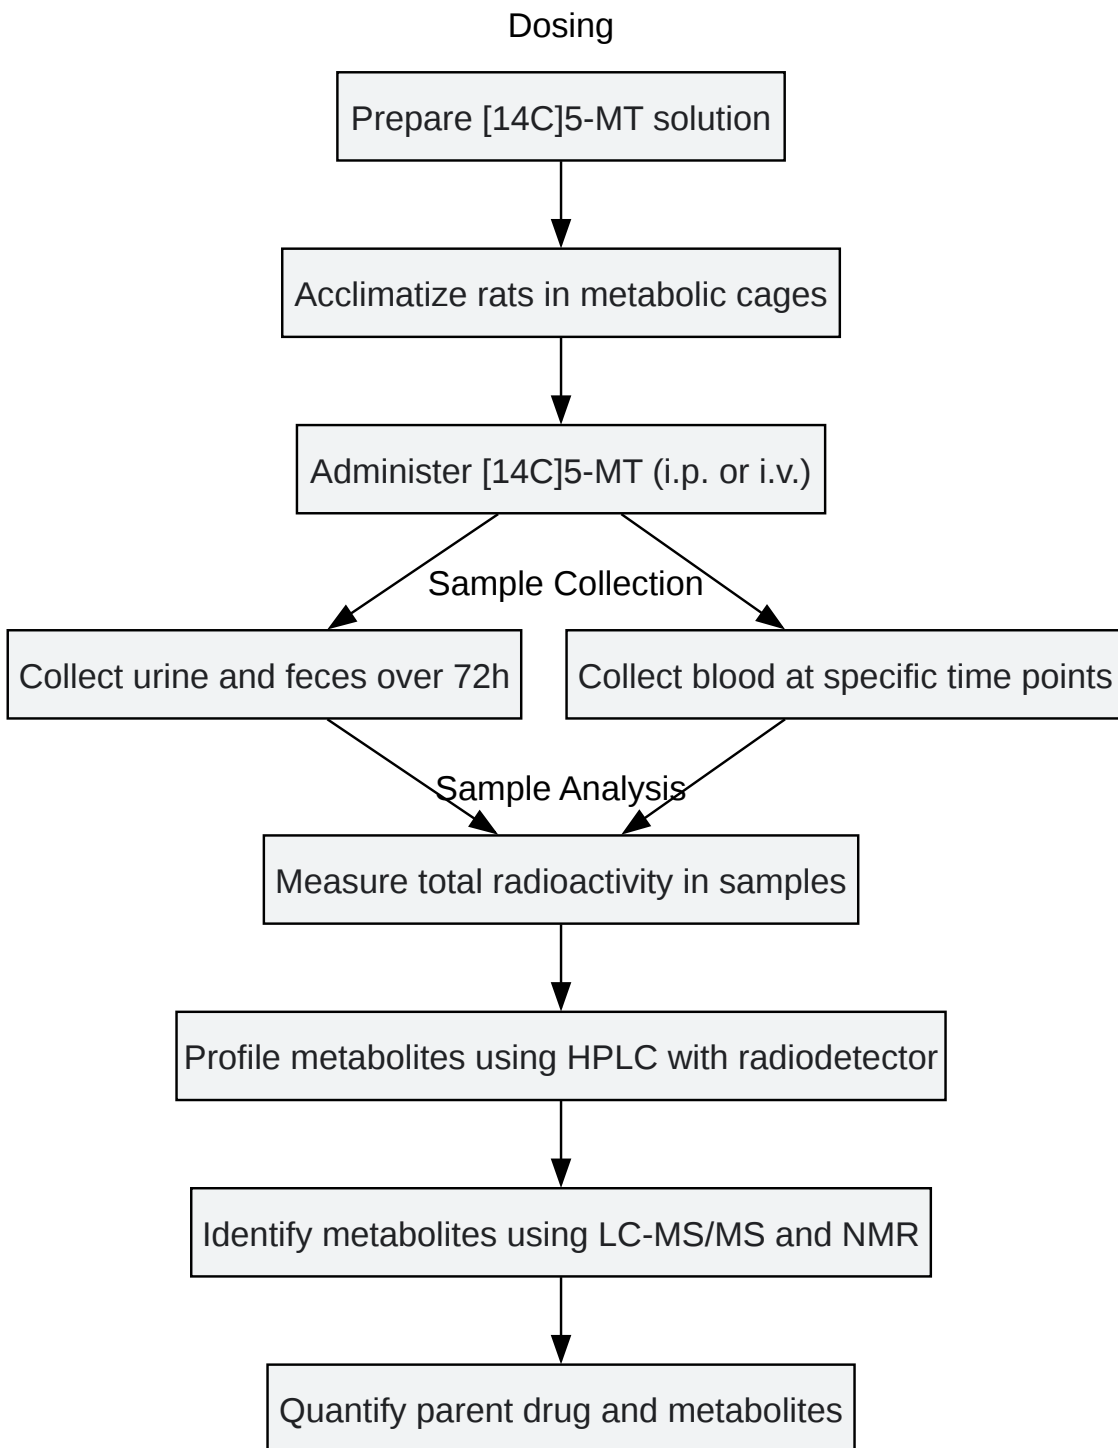 Dosing
Prepare [14C]5-MT solution
Acclimatize rats in metabolic cages
Administer [14C]5-MT (i.p. or i.v.)
Sample Collection
Collect urine and feces over 72h
Collect blood at specific time points
Sample Analysis
Measure total radioactivity in samples
Profile metabolites using HPLC with radiodetector
Identify metabolites using LC-MS/MS and NMR
Quantify parent drug and metabolites